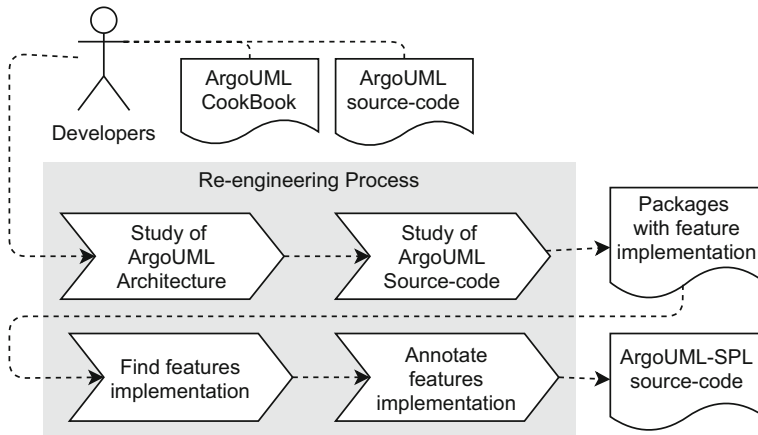 ArgoUML
CookBook
ArgoUML
source-code
Developers
Re-engineering Process
Study of
ArgoUML
Architecture
Study of
ArgoUML
Source-code
Packages
with feature
implementation
Find features
implementation
Annotate
features
implementation
ArgoUML-SPL
source-code